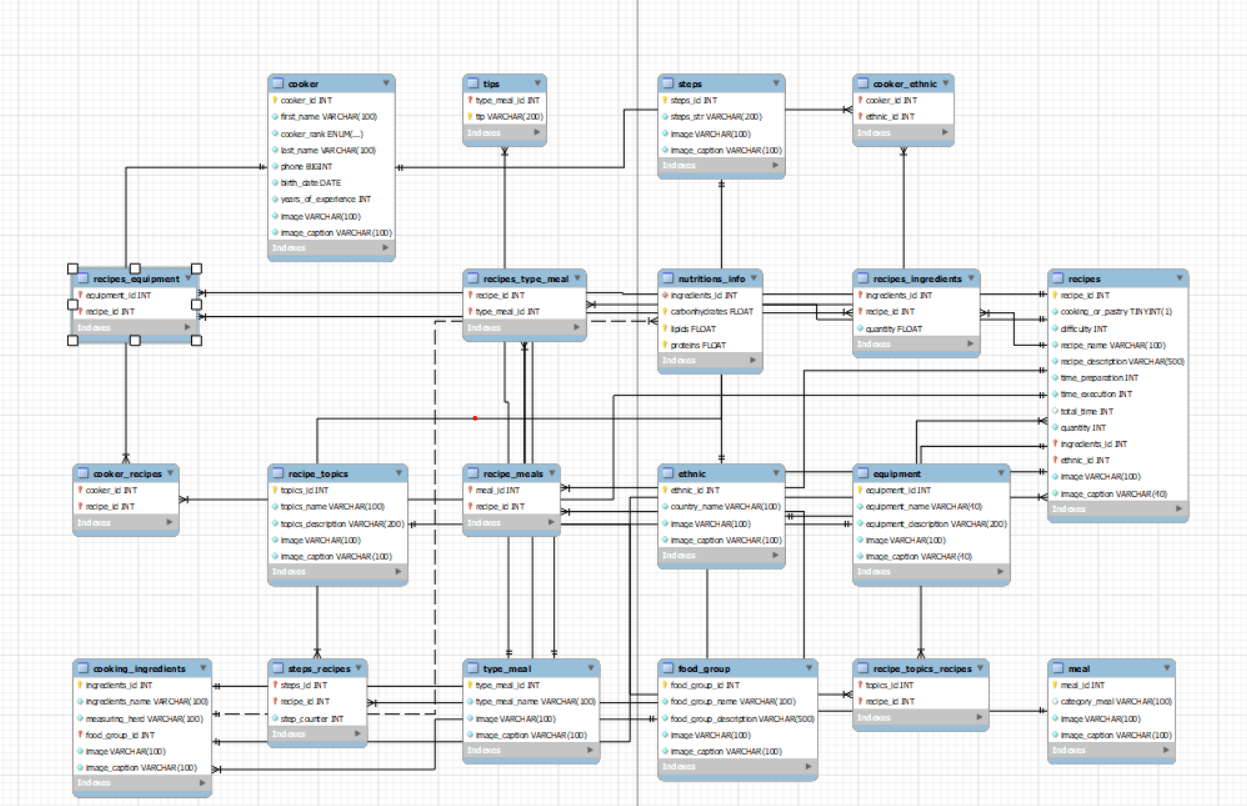 cooker
cooker_id INT
first_name VARCHAR(100)
cooker_rank ENUM(...)
last_name VARCHAR(100)
phone BIGINT
birth_date DATE
years_of_experience INT
image VARCHAR(100)
image_caption VARCHAR(100)
Indexes
tips
type_meal_id INT
tip VARCHAR(200)
Indexes
steps
steps_id INT
steps_str VARCHAR(200)
image VARCHAR(100)
image_caption VARCHAR(100)
Indexes
cooker_ethnic
cooker_id INT
ethnic_id INT
Indexes
recipes_equipment
equipment_id INT
recipe_id INT
Indexes
recipes_type_meal
recipe_id INT
type_meal_id INT
Indexes
nutritions_info
ingredients_id INT
carbonhydrates FLOAT
lipids FLOAT
proteins FLOAT
Indexes
recipes_ingredients
ingredients_id INT
recipe_id INT
quantity FLOAT
Indexes
recipes
recipe_id INT
cooking_or_pastry TINYINT(1)
difficulty INT
recipe_name VARCHAR(100)
recipe_description VARCHAR(500)
time_preparation INT
time_execution INT
total_time INT
quantity INT
ingredients_id INT
ethnic_id INT
image VARCHAR(100)
image_caption VARCHAR(40)
Indexes
cooker_recipes
cooker_id INT
recipe_id INT
Indexes
recipe_topics
topics_id INT
topics_name VARCHAR(100)
topics_description VARCHAR(200)
image VARCHAR(100)
image_caption VARCHAR(100)
Indexes
recipe_meals
meal_id INT
recipe_id INT
Indexes
ethnic
ethnic_id INT
country_name VARCHAR(100)
image VARCHAR(100)
image_caption VARCHAR(100)
Indexes
equipment
equipment_id INT
equipment_name VARCHAR(40)
equipment_description VARCHAR(200)
image VARCHAR(100)
image_caption VARCHAR(40)
Indexes
cooking_ingredients
ingredients_id INT
ingredients_name VARCHAR(100)
measuring_herd VARCHAR(100)
food_group_id INT
image VARCHAR(100)
image_caption VARCHAR(100)
Indexes
steps_recipes
steps_id INT
recipe_id INT
step_counter INT
Indexes
type_meal
type_meal_id INT
type_meal_name VARCHAR(100)
image VARCHAR(100)
image_caption VARCHAR(100)
Indexes
food_group
food_group_id INT
food_group_name VARCHAR(100)
food_group_description VARCHAR(500)
image VARCHAR(100)
image_caption VARCHAR(100)
Indexes
recipe_topics_recipes
topics_id INT
recipe_id INT
Indexes
meal
meal_id INT
category_meal VARCHAR(100)
image VARCHAR(100)
image_caption VARCHAR(100)
Indexes